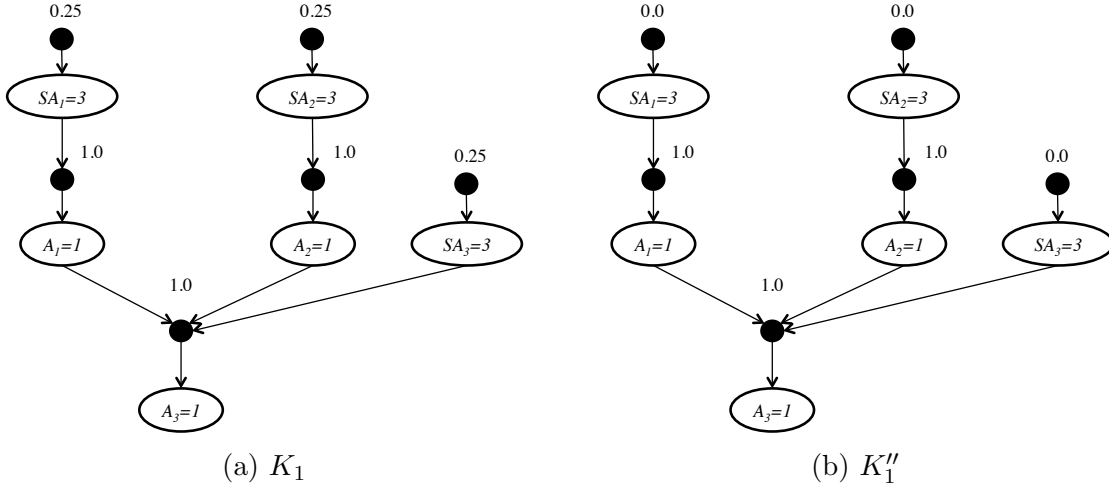 0.25 0.25 0.0 0.0
SA₁=3 SA₂=3 SA₁=3 SA₂=3
1.0 1.0 0.25 1.0 1.0 0.0
A₁=1 A₂=1 SA₃=3 A₁=1 A₂=1 SA₃=3
1.0 1.0
A₃=1 A₃=1
(a) K₁ (b) K₁″